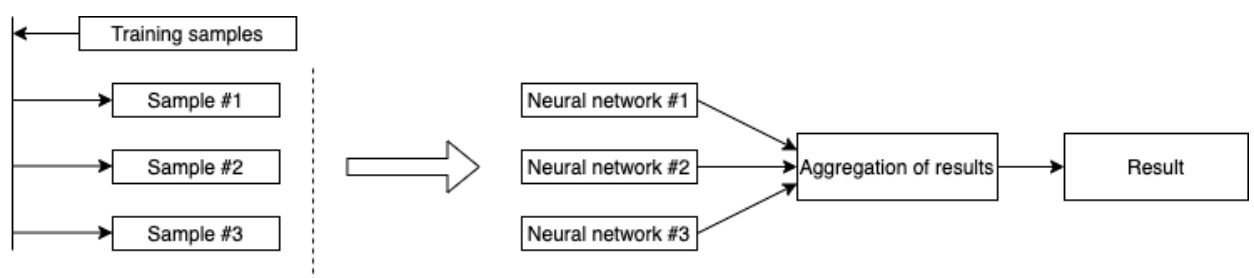 Training samples
Sample #1
Sample #2
Sample #3
Neural network #1
Neural network #2
Neural network #3
Aggregation of results
Result